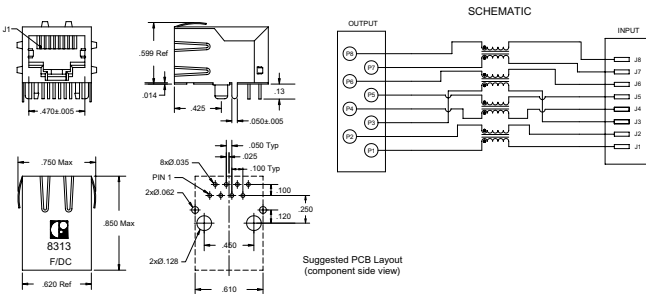 SCHEMATIC
OUTPUT
INPUT
J1
.599 Ref
.014
.425
.13
.050±.005
.470±.005
P8
P7
P6
P5
P4
P3
P2
P1
J8
J7
J6
J5
J4
J3
J2
J1
.750 Max
.850 Max
8313
F/DC
.620 Ref
.050 Typ
.025
.100 Typ
8xØ.035
PIN 1
2xØ.062
.100
.250
.120
.450
2xØ.128
.610
Suggested PCB Layout
(component side view)